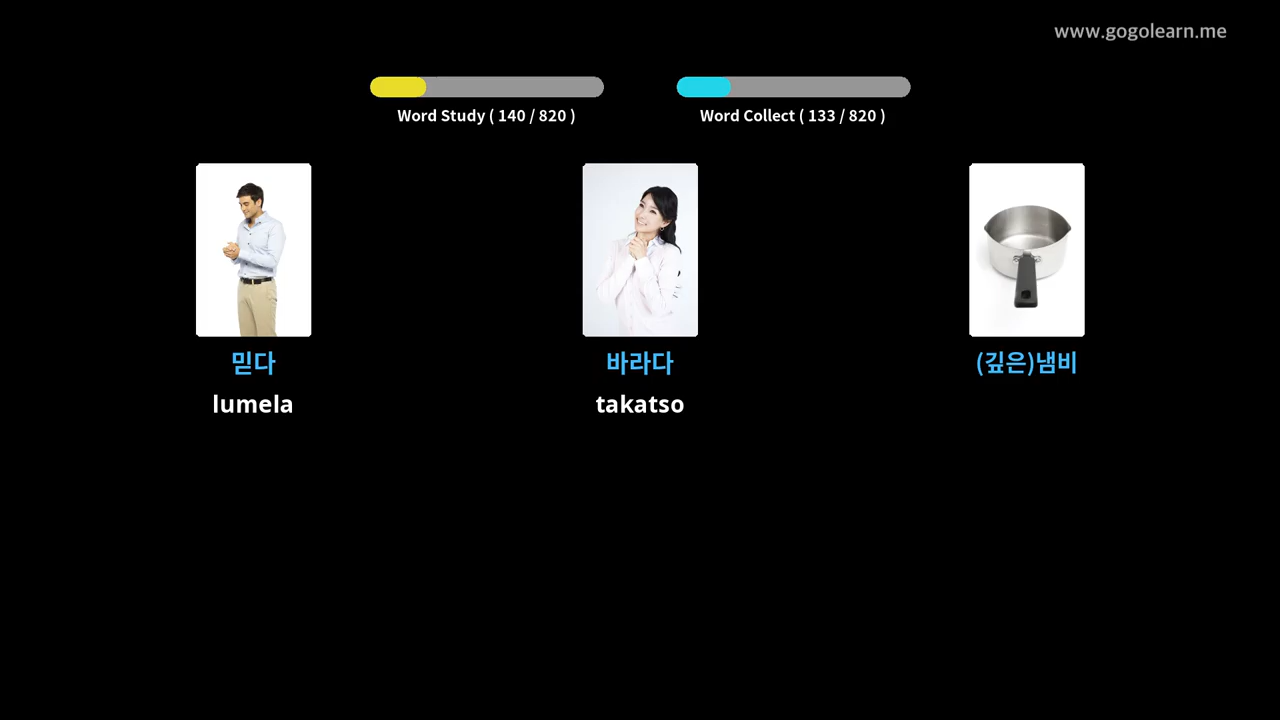 www.gogolearn.me
Word Study ( 140 / 820 )
Word Collect ( 133 / 820 )
믿다
바라다
(깊은)냄비
lumela
takatso